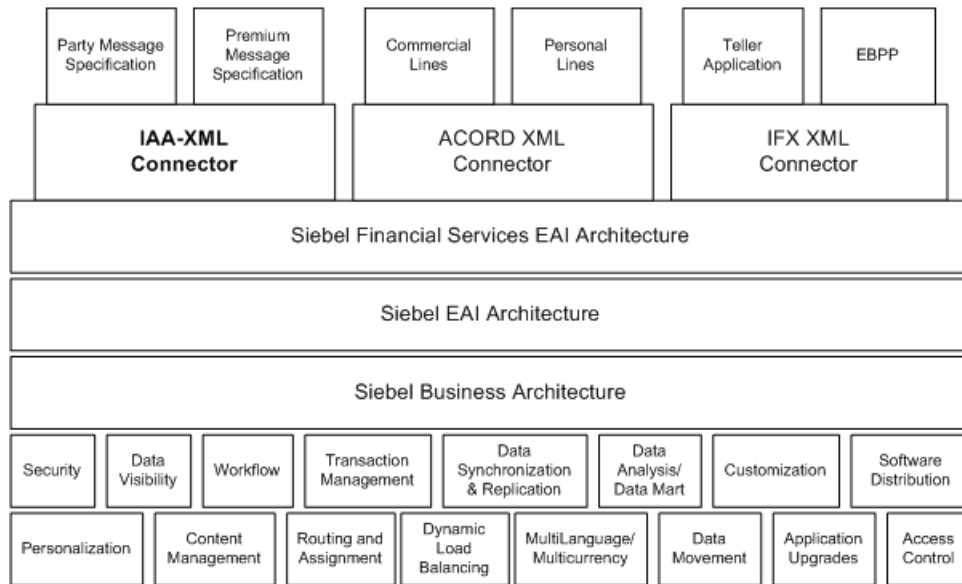 Party Message
Specification
Premium
Message
Specification
Commercial
Lines
Personal
Lines
Teller
Application
EBPP
IAA-XML
Connector
ACORD XML
Connector
IFX XML
Connector
Siebel Financial Services EAI Architecture
Siebel EAI Architecture
Siebel Business Architecture
Security
Data
Visibility
Workflow
Transaction
Management
Data
Synchronization
& Replication
Data
Analysis/
Data Mart
Customization
Software
Distribution
Personalization
Content
Management
Routing and
Assignment
Dynamic
Load
Balancing
MultiLanguage/
Multicurrency
Data
Movement
Application
Upgrades
Access
Control